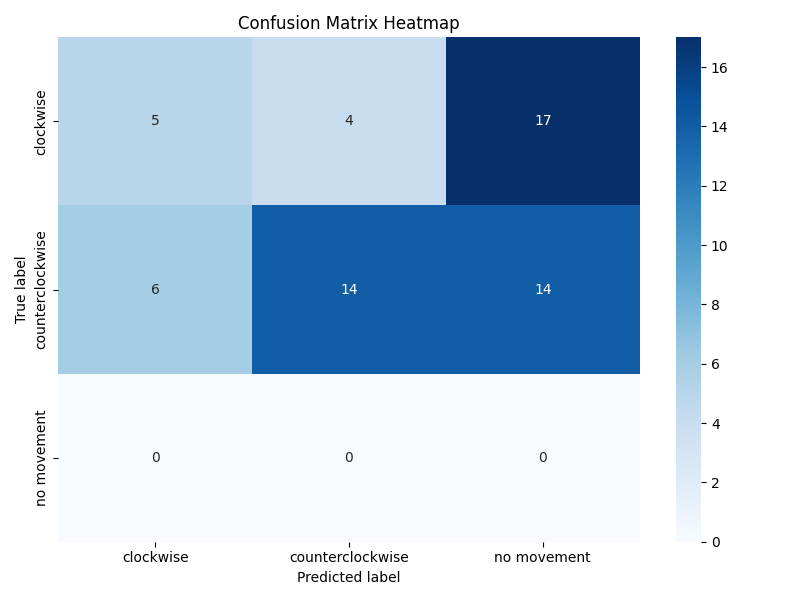 Confusion Matrix Heatmap
True label
clockwise
5 4 17
counterclockwise
6 14 14
no movement
0 0 0
clockwise counterclockwise no movement
Predicted label
16
14
12
10
8
6
4
2
0